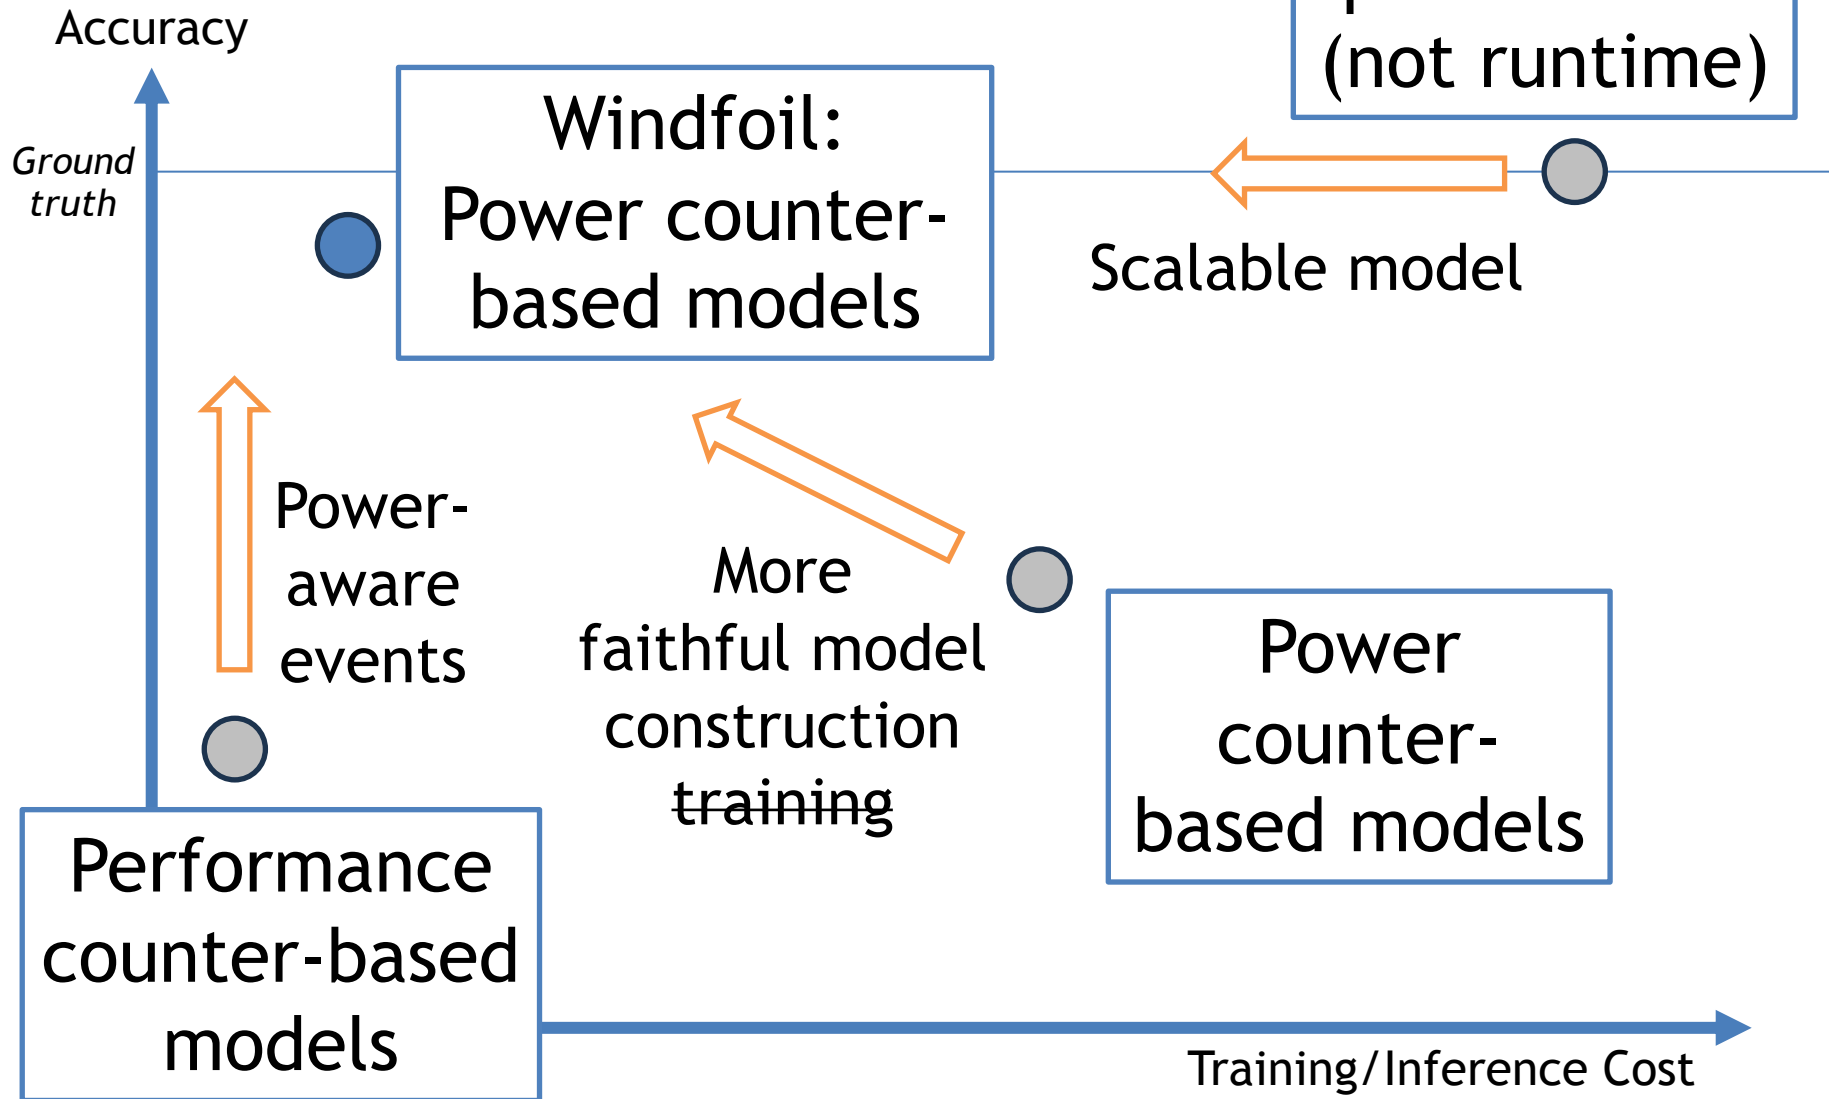 Accuracy
(not runtime)
Windfoil:
Power counter-
based models
Ground
truth
Scalable model
Power-
aware
events
More
faithful model
construction
training
Power
counter-
based models
Performance
counter-based
models
Training/Inference Cost